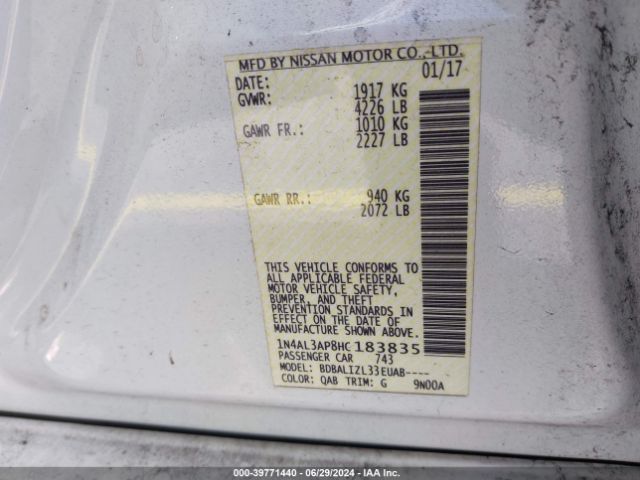 MFD BY NISSAN MOTOR CO.,LTD.
DATE: 01/17
GVWR: 1917 KG
4226 LB
GAWR FR.: 1010 KG
2227 LB
GAWR RR.: 940 KG
2072 LB
THIS VEHICLE CONFORMS TO
ALL APPLICABLE FEDERAL
MOTOR VEHICLE SAFETY,
BUMPER, AND THEFT
PREVENTION STANDARDS IN
EFFECT ON THE DATE OF
MANUFACTURE SHOWN ABOVE.
1N4AL3AP8HC183835
PASSENGER CAR 743
MODEL: BDBALIZL33EUAB----
COLOR: QAB TRIM: G 9N00A
000-39771440 - 06/29/2024 - IAA Inc.